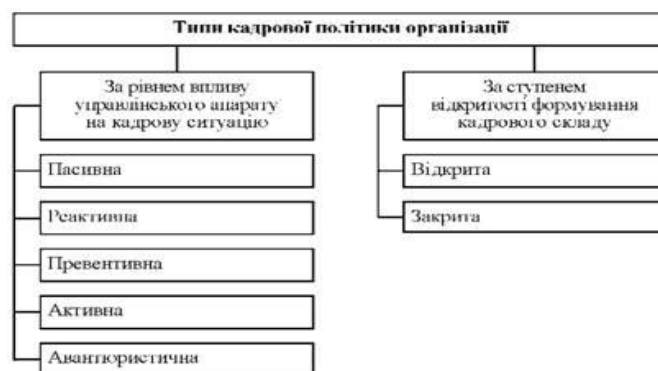 Типи кадрової політики організації
За рівнем впливу
управлінського апарату
на кадрову ситуацію
Пасивна
Реактивна
Превентивна
Активна
Авантюристична
За ступенем
відкритості формування
кадрового складу
Відкрита
Закрита